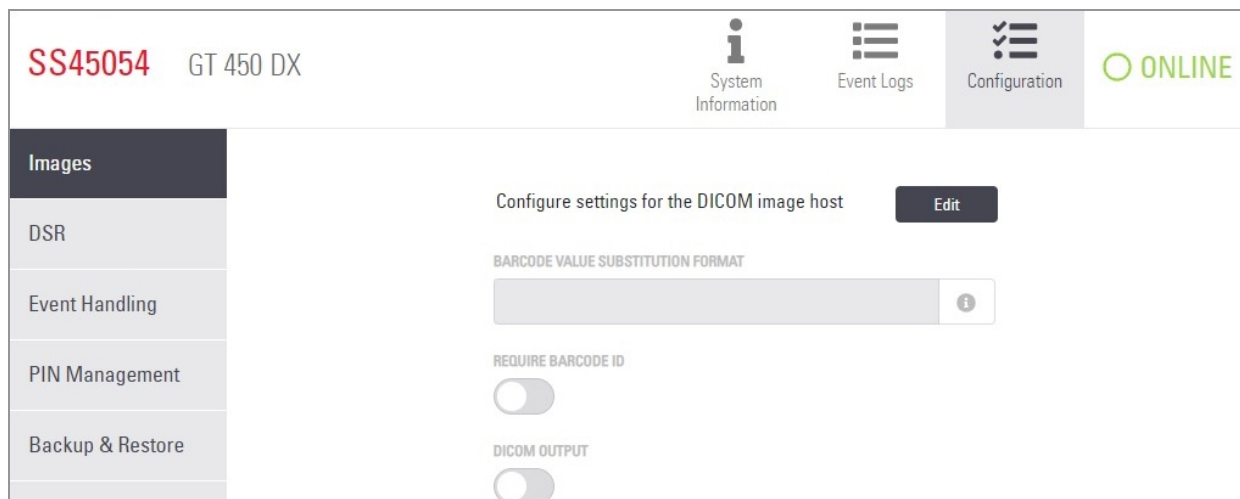 SS45054 GT 450 DX
System
Information
Event Logs
Configuration
ONLINE
Images
DSR
Event Handling
PIN Management
Backup & Restore
Configure settings for the DICOM image host
Edit
BARCODE VALUE SUBSTITUTION FORMAT
REQUIRE BARCODE ID
DICOM OUTPUT